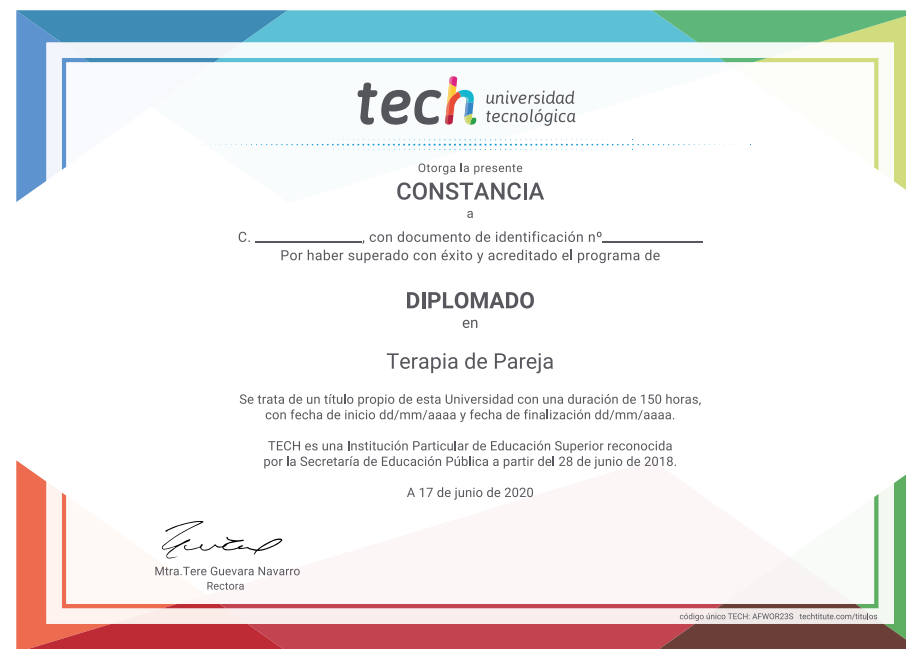 tech universidad
tecnológica
Otorga la presente
CONSTANCIA
a
C. ____________, con documento de identificación nº____________
Por haber superado con éxito y acreditado el programa de
DIPLOMADO
en
Terapia de Pareja
Se trata de un título propio de esta Universidad con una duración de 150 horas,
con fecha de inicio dd/mm/aaaa y fecha de finalización dd/mm/aaaa.
TECH es una Institución Particular de Educación Superior reconocida
por la Secretaría de Educación Pública a partir del 28 de junio de 2018.
A 17 de junio de 2020
Mtra.Tere Guevara Navarro
Rectora
código único TECH: AFWOR23S techtitute.com/titulos